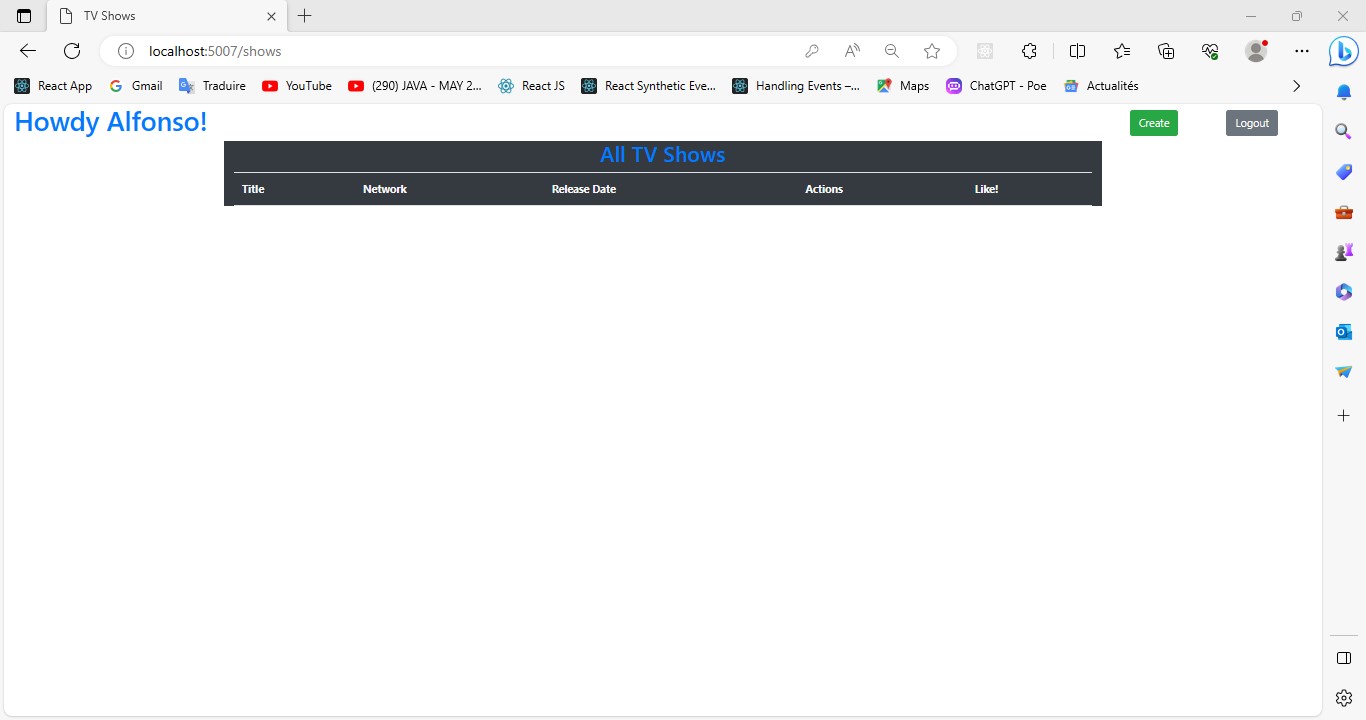 TV Shows
localhost:5007/shows
React App Gmail Traduire YouTube (290) JAVA - MAY 2... React JS React Synthetic Eve... Handling Events –... Maps ChatGPT - Poe Actualités
Howdy Alfonso!
Create Logout
All TV Shows
Title Network Release Date Actions Like!